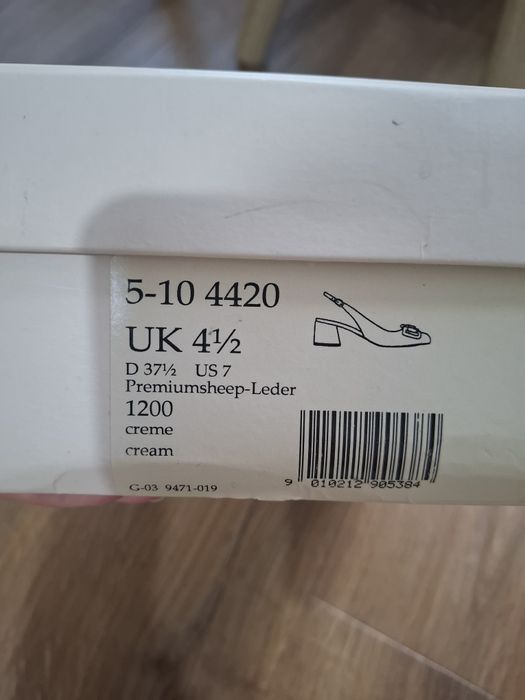 5-10 4420
UK 4½
D 37½ US 7
Premiumsheep-Leder
1200
creme
cream
G-03 9471-019
9 010212 905384